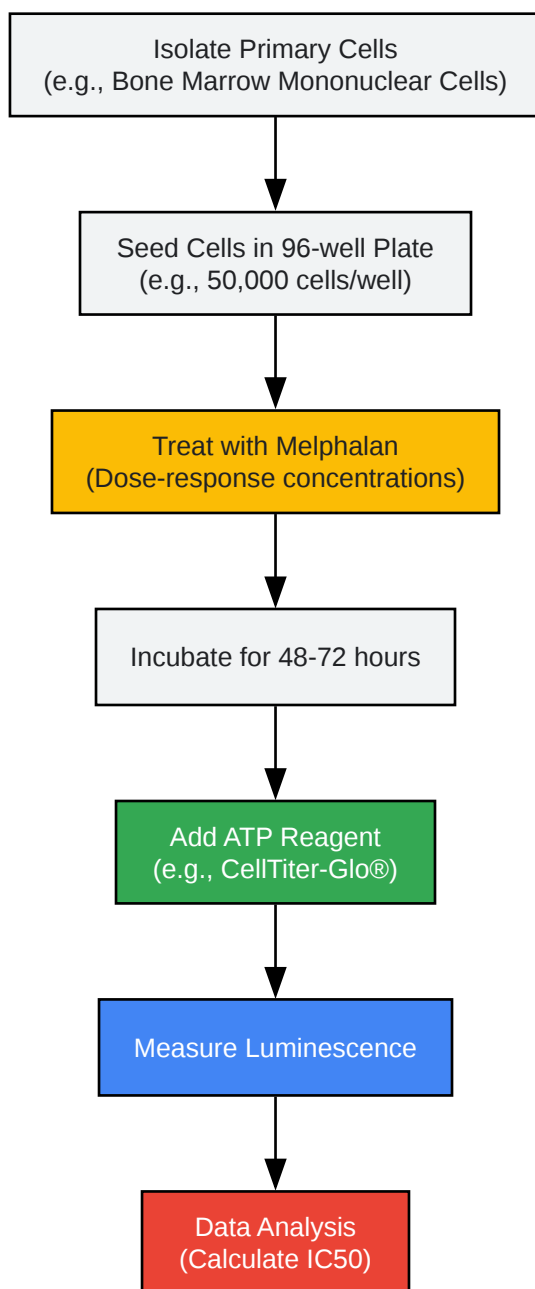 Isolate Primary Cells
(e.g., Bone Marrow Mononuclear Cells)
Seed Cells in 96-well Plate
(e.g., 50,000 cells/well)
Treat with Melphalan
(Dose-response concentrations)
Incubate for 48-72 hours
Add ATP Reagent
(e.g., CellTiter-Glo®)
Measure Luminescence
Data Analysis
(Calculate IC50)